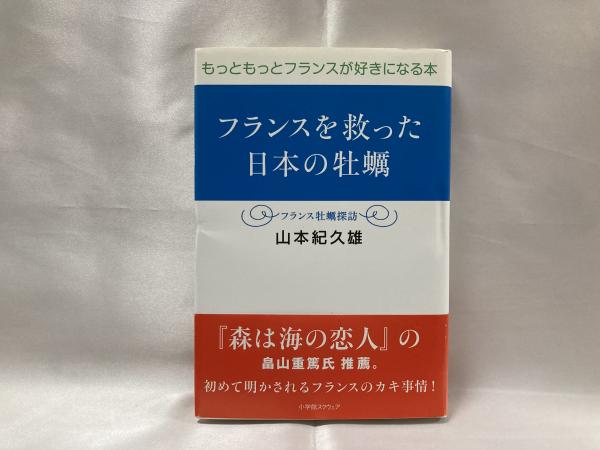 もっともっとフランスが好きになる本
フランスを救った
日本の牡蠣
フランス牡蠣探訪
山本紀久雄
『森は海の恋人』の
畠山重篤氏 推薦。
初めて明かされるフランスのカキ事情！
小学館スクウェア